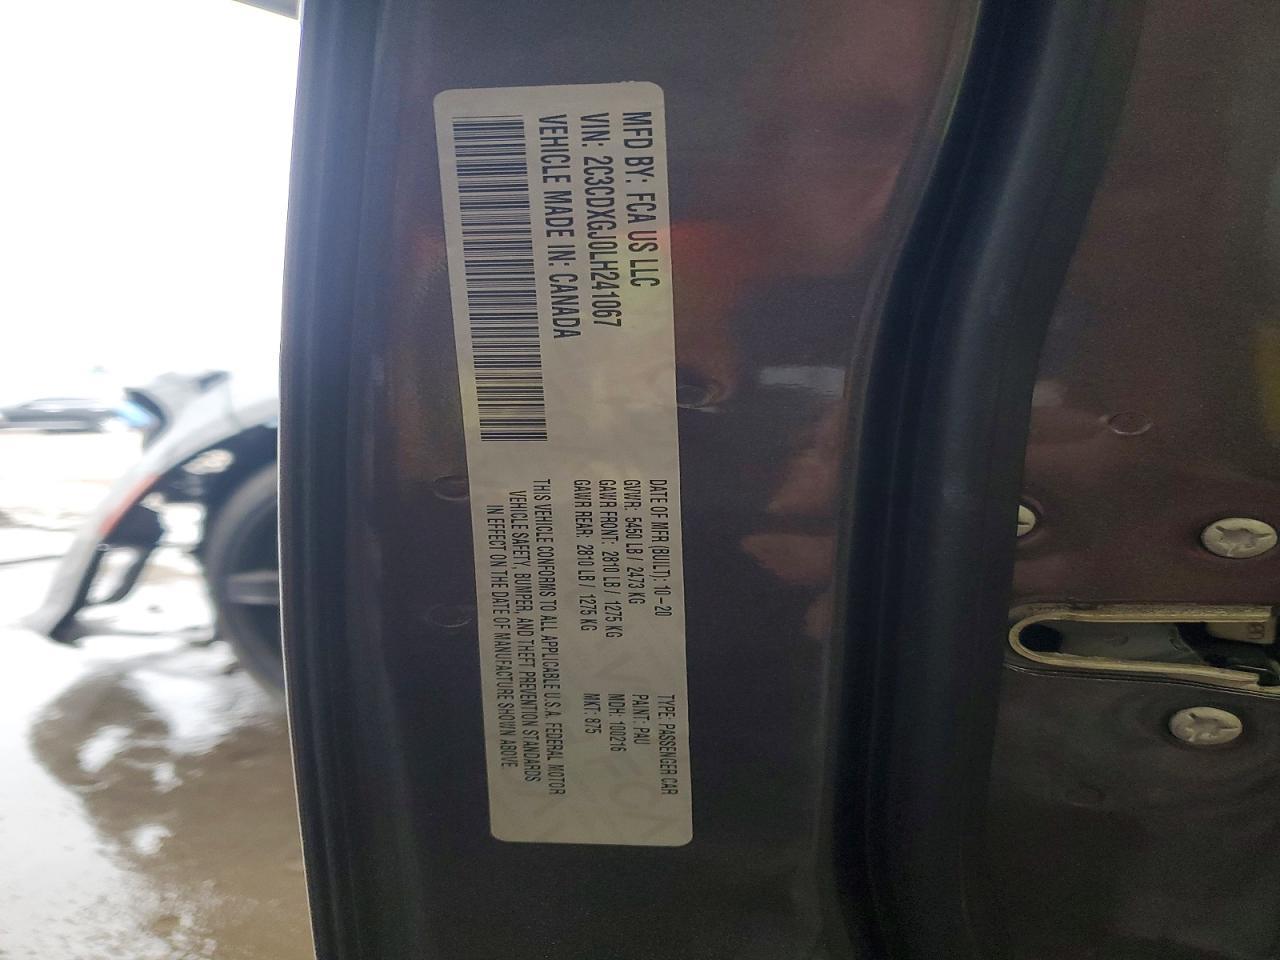 MFD BY: FCA US LLC
VIN: 2C3CDXGJ0LH241067
VEHICLE MADE IN: CANADA
DATE OF MFR (BUILT): 10-20
GVWR: 5450 LB / 2473 KG
GAWR FRONT: 2810 LB / 1275 KG
GAWR REAR: 2810 LB / 1275 KG
TYPE: PASSENGER CAR
PAINT: PAU
MDH: 100216
MKT: 875
THIS VEHICLE CONFORMS TO ALL APPLICABLE U.S.A. FEDERAL MOTOR
VEHICLE SAFETY, BUMPER, AND THEFT PREVENTION STANDARDS
IN EFFECT ON THE DATE OF MANUFACTURE SHOWN ABOVE.